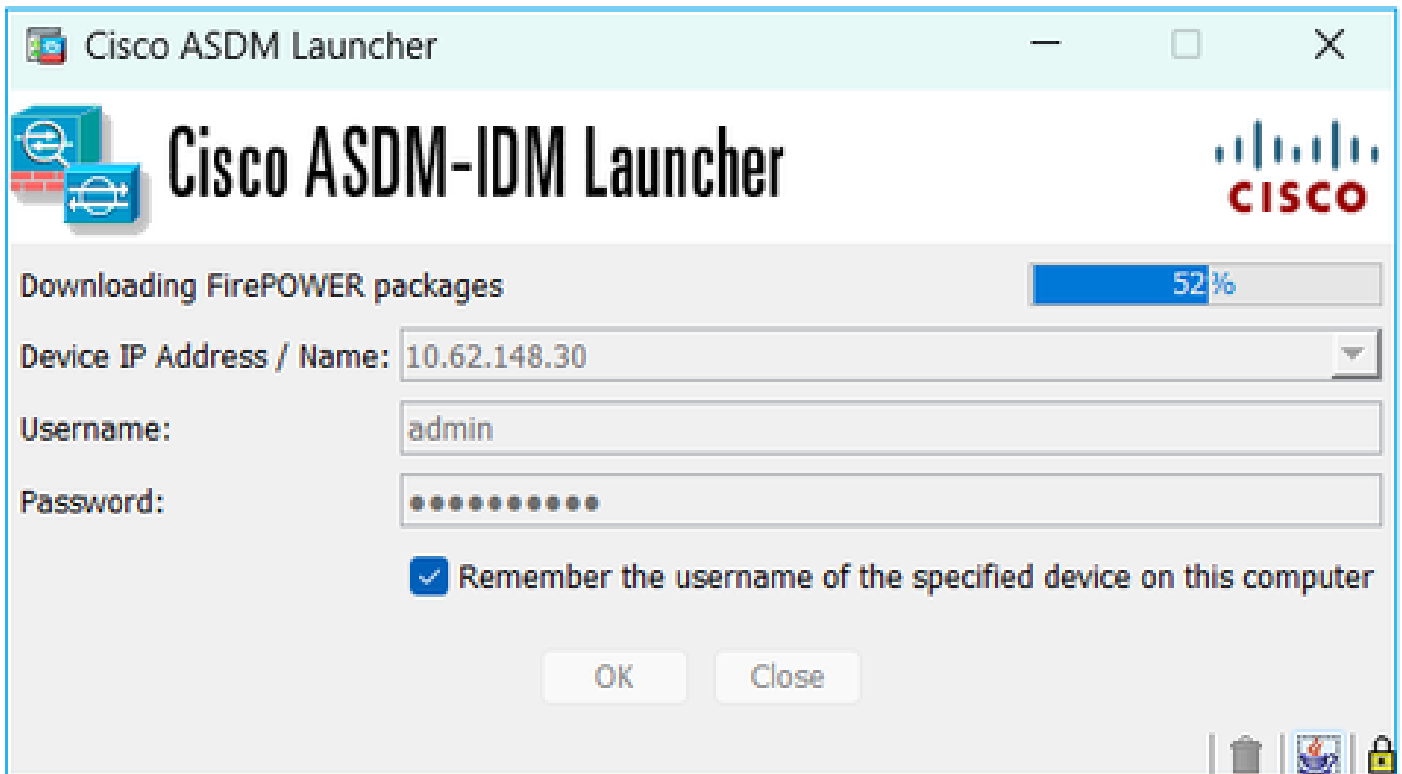 Cisco ASDM Launcher
Cisco ASDM-IDM Launcher
CISCO
Downloading FirePOWER packages
52%
Device IP Address / Name: 10.62.148.30
Username: admin
Password: ●●●●●●●●●●
Remember the username of the specified device on this computer
OK Close